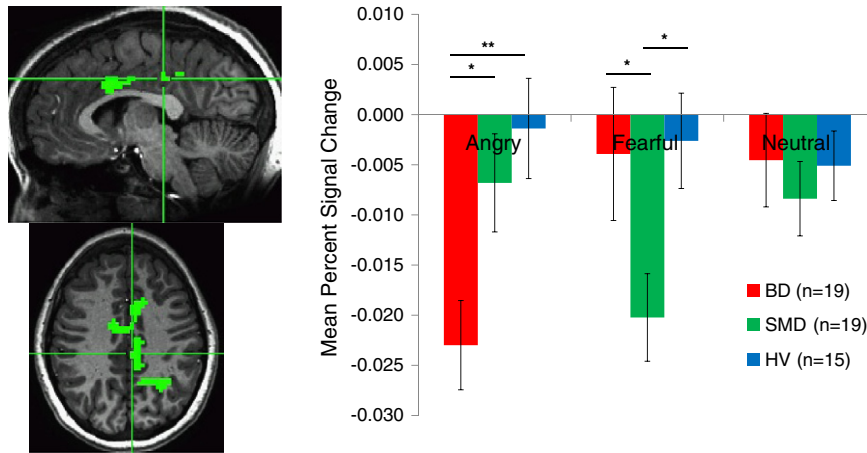 Mean Percent Signal Change
0.010
0.005
0.000
-0.005
-0.010
-0.015
-0.020
-0.025
-0.030
**
*
*
*
Angry
Fearful
Neutral
BD (n=19)
SMD (n=19)
HV (n=15)